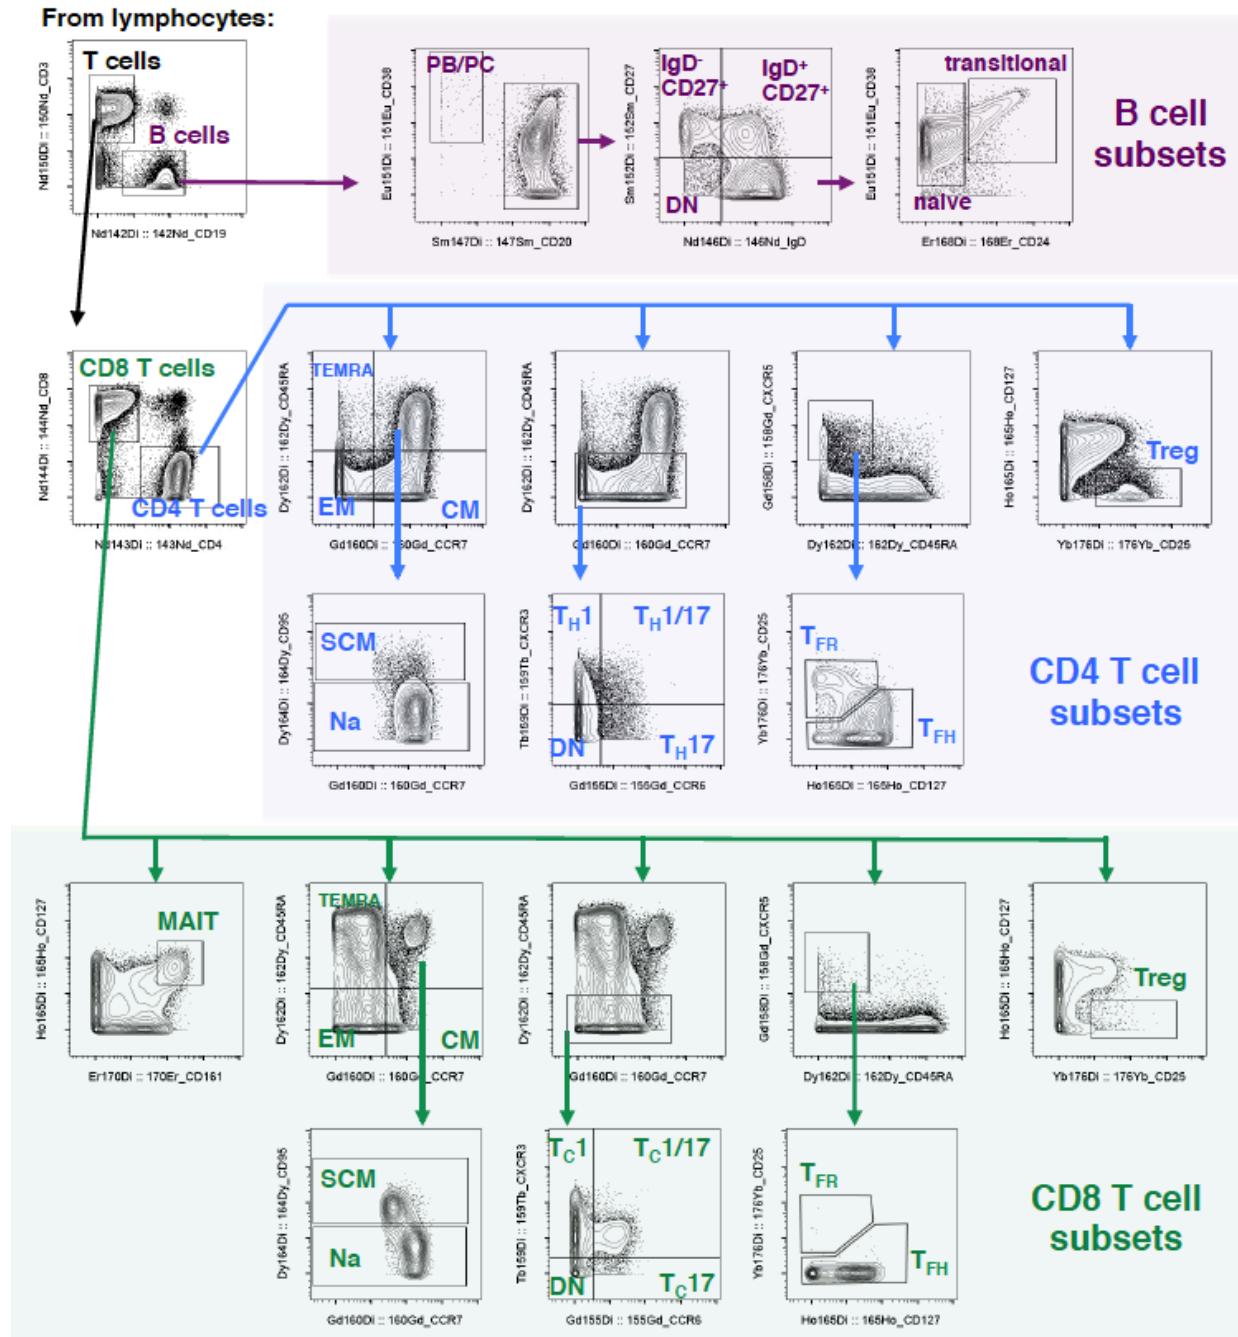 From lymphocytes:
T cells
B cells
Nd150Di :: 150Nd_CD3
Nd142Di :: 142Nd_CD19
PB/PC
Eu151Di :: 151Eu_CD38
Sm147Di :: 147Sm_CD20
IgD-
CD27+
IgD+
CD27+
DN
Sm152Di :: 152Sm_CD27
Nd146Di :: 146Nd_IgD
transitional
naive
Eu151Di :: 151Eu_CD38
Er168Di :: 168Er_CD24
B cell
subsets
CD8 T cells
CD4 T cells
Nd144Di :: 144Nd_CD8
Nd143Di :: 143Nd_CD4
TEMRA
EM
CM
Dy162Di :: 162Dy_CD45RA
Gd160Di :: 160Gd_CCR7
Dy162Di :: 162Dy_CD45RA
Gd160Di :: 160Gd_CCR7
Gd158Di :: 158Gd_CXCR5
Dy162Di :: 162Dy_CD45RA
Treg
Ho165Di :: 165Ho_CD127
Yb176Di :: 176Yb_CD25
SCM
Na
Dy164Di :: 164Dy_CD95
Gd160Di :: 160Gd_CCR7
TH1
TH1/17
DN
TH17
Tb159Di :: 159Tb_CXCR3
Gd155Di :: 155Gd_CCR6
TFR
TFH
Yb176Di :: 176Yb_CD25
Ho165Di :: 165Ho_CD127
CD4 T cell
subsets
MAIT
Ho165Di :: 165Ho_CD127
Er170Di :: 170Er_CD161
TEMRA
EM
CM
Dy162Di :: 162Dy_CD45RA
Gd160Di :: 160Gd_CCR7
Dy162Di :: 162Dy_CD45RA
Gd160Di :: 160Gd_CCR7
Gd158Di :: 158Gd_CXCR5
Dy162Di :: 162Dy_CD45RA
Treg
Ho165Di :: 165Ho_CD127
Yb176Di :: 176Yb_CD25
SCM
Na
Dy164Di :: 164Dy_CD95
Gd160Di :: 160Gd_CCR7
TC1
TC1/17
DN
TC17
Tb159Di :: 159Tb_CXCR3
Gd155Di :: 155Gd_CCR6
TFR
TFH
Yb176Di :: 176Yb_CD25
Ho165Di :: 165Ho_CD127
CD8 T cell
subsets